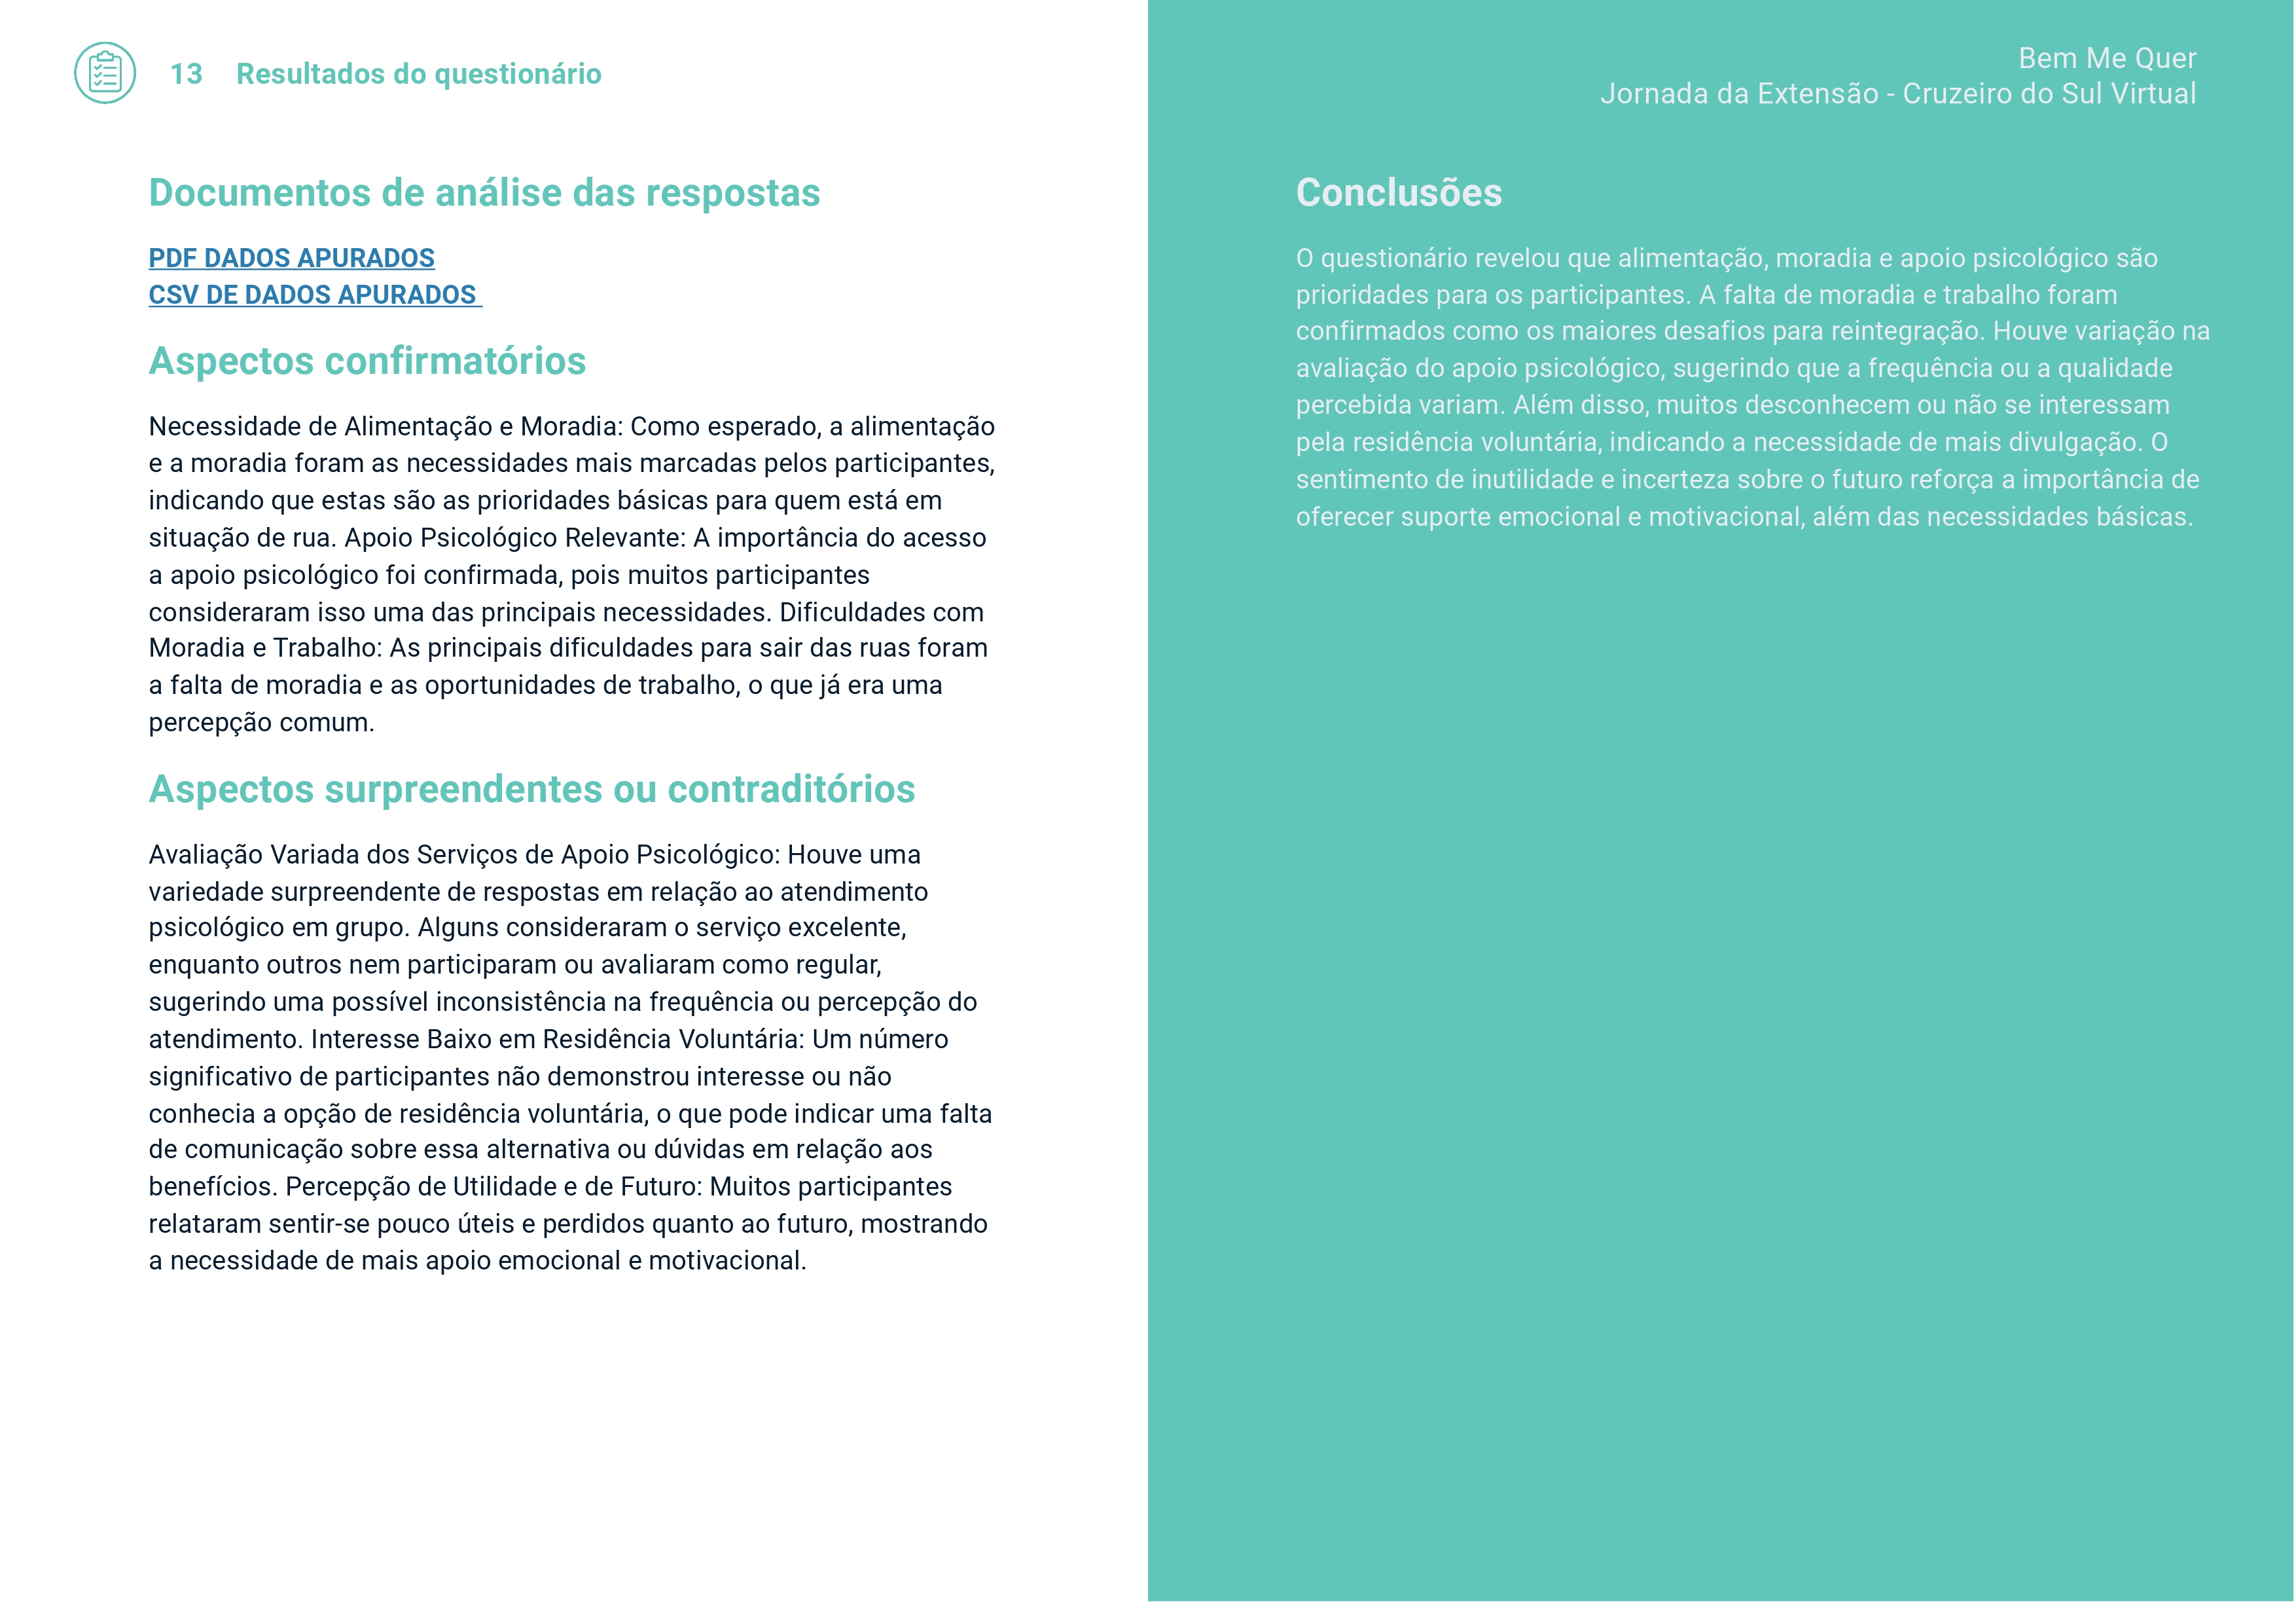 13 Resultados do questionário
Bem Me Quer
Jornada da Extensão - Cruzeiro do Sul Virtual
Documentos de análise das respostas
PDF DADOS APURADOS
CSV DE DADOS APURADOS
Aspectos confirmatórios
Necessidade de Alimentação e Moradia: Como esperado, a alimentação
e a moradia foram as necessidades mais marcadas pelos participantes,
indicando que estas são as prioridades básicas para quem está em
situação de rua. Apoio Psicológico Relevante: A importância do acesso
a apoio psicológico foi confirmada, pois muitos participantes
consideraram isso uma das principais necessidades. Dificuldades com
Moradia e Trabalho: As principais dificuldades para sair das ruas foram
a falta de moradia e as oportunidades de trabalho, o que já era uma
percepção comum.
Aspectos surpreendentes ou contraditórios
Avaliação Variada dos Serviços de Apoio Psicológico: Houve uma
variedade surpreendente de respostas em relação ao atendimento
psicológico em grupo. Alguns consideraram o serviço excelente,
enquanto outros nem participaram ou avaliaram como regular,
sugerindo uma possível inconsistência na frequência ou percepção do
atendimento. Interesse Baixo em Residência Voluntária: Um número
significativo de participantes não demonstrou interesse ou não
conhecia a opção de residência voluntária, o que pode indicar uma falta
de comunicação sobre essa alternativa ou dúvidas em relação aos
benefícios. Percepção de Utilidade e de Futuro: Muitos participantes
relataram sentir-se pouco úteis e perdidos quanto ao futuro, mostrando
a necessidade de mais apoio emocional e motivacional.
Conclusões
O questionário revelou que alimentação, moradia e apoio psicológico são
prioridades para os participantes. A falta de moradia e trabalho foram
confirmados como os maiores desafios para reintegração. Houve variação na
avaliação do apoio psicológico, sugerindo que a frequência ou a qualidade
percebida variam. Além disso, muitos desconhecem ou não se interessam
pela residência voluntária, indicando a necessidade de mais divulgação. O
sentimento de inutilidade e incerteza sobre o futuro reforça a importância de
oferecer suporte emocional e motivacional, além das necessidades básicas.